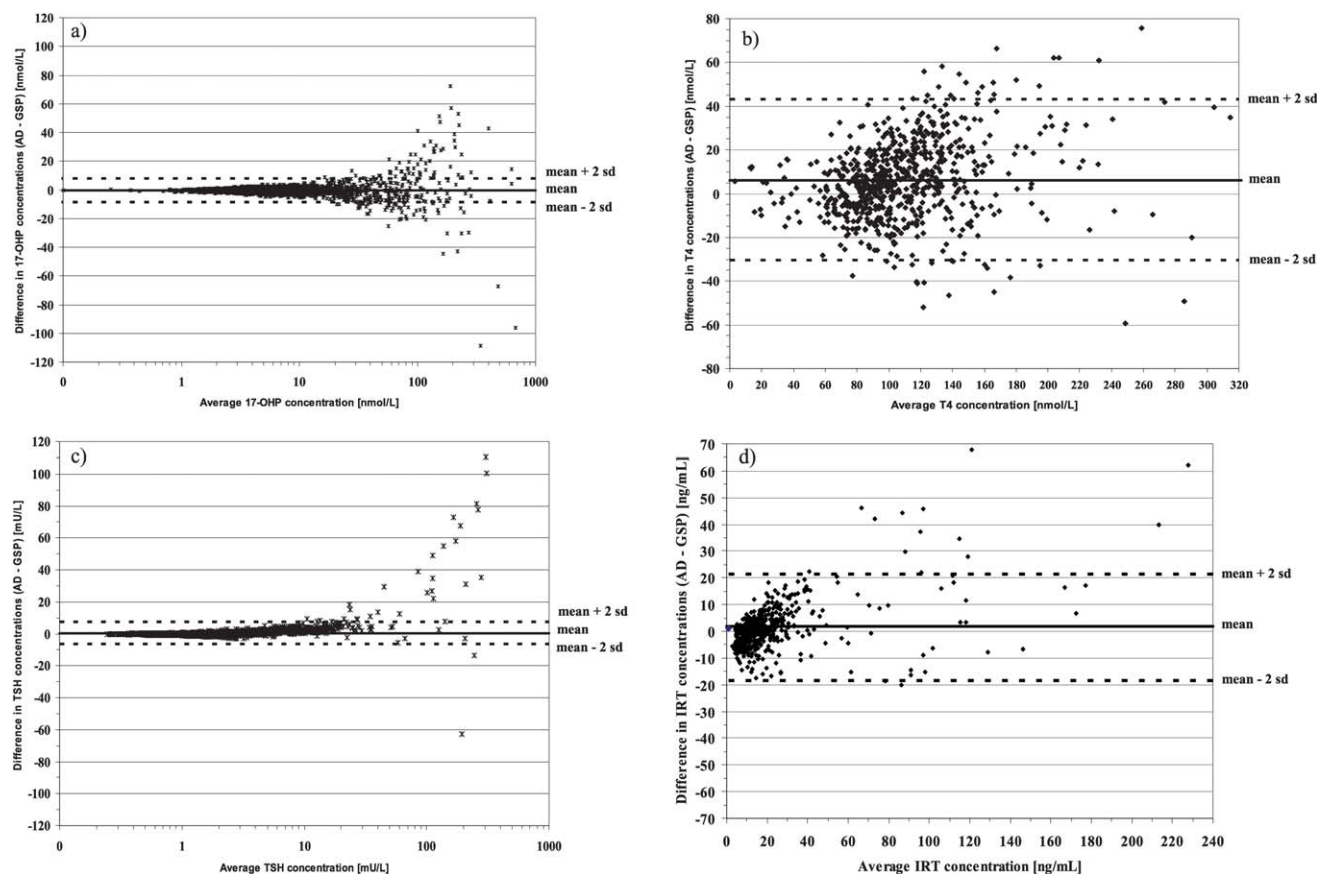 a)
Difference in 17-OHP concentrations (AD - GSP) [nmol/L]
120
100
80
60
40
20
0
-20
-40
-60
-80
-100
-120
mean + 2 sd
mean
mean - 2 sd
0 1 10 100 1000
Average 17-OHP concentration [nmol/L]
b)
Difference in T4 concentrations (AD - GSP) [nmol/L]
80
60
40
20
0
-20
-40
-60
-80
mean + 2 sd
mean
mean - 2 sd
0 20 40 60 80 100 120 140 160 180 200 220 240 260 280 300 320
Average T4 concentration [nmol/L]
c)
Difference in TSH concentrations (AD - GSP) [mU/L]
120
100
80
60
40
20
0
-20
-40
-60
-80
-100
-120
mean + 2 sd
mean
mean - 2 sd
0 1 10 100 1000
Average TSH concentration [mU/L]
d)
Difference in IRT concentrations (AD - GSP) [ng/mL]
70
60
50
40
30
20
10
0
-10
-20
-30
-40
-50
-60
-70
mean + 2 sd
mean
mean - 2 sd
0 20 40 60 80 100 120 140 160 180 200 220 240
Average IRT concentration [ng/mL]